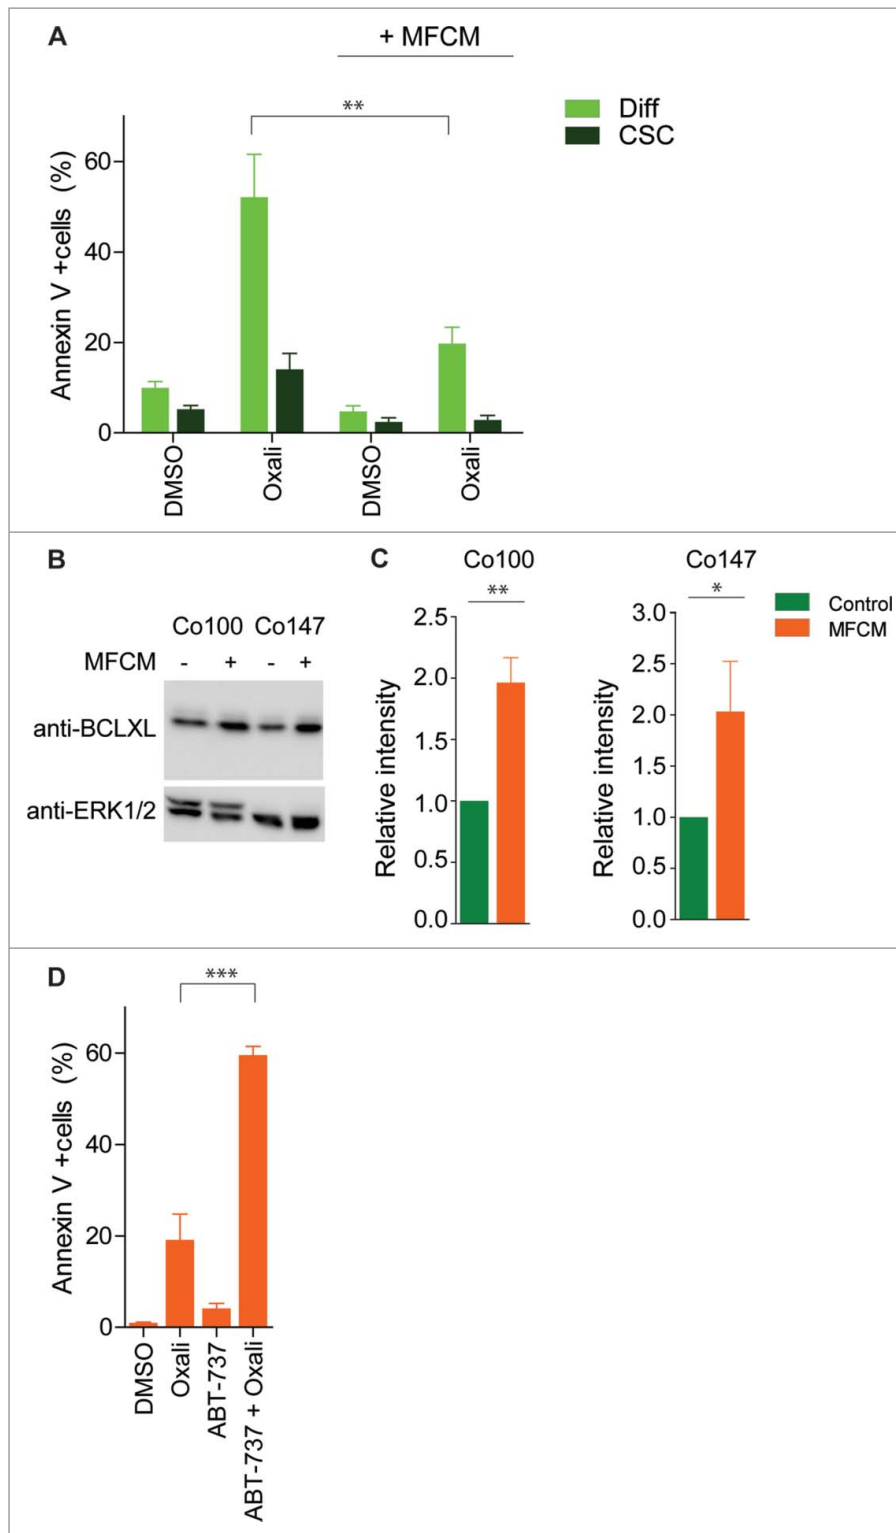 A
+ MFCM
**
Diff
CSC
Annexin V +cells (%)
60
40
20
0
DMSO
Oxali
DMSO
Oxali
B
Co100 Co147
MFCM - + - +
anti-BCLXL
anti-ERK1/2
C
Co100
**
Relative intensity
2.5
2.0
1.5
1.0
0.5
0.0
Co147
*
Relative intensity
3.0
2.5
2.0
1.5
1.0
0.5
0.0
Control
MFCM
D
***
Annexin V +cells (%)
60
40
20
0
DMSO
Oxali
ABT-737
ABT-737 + Oxali